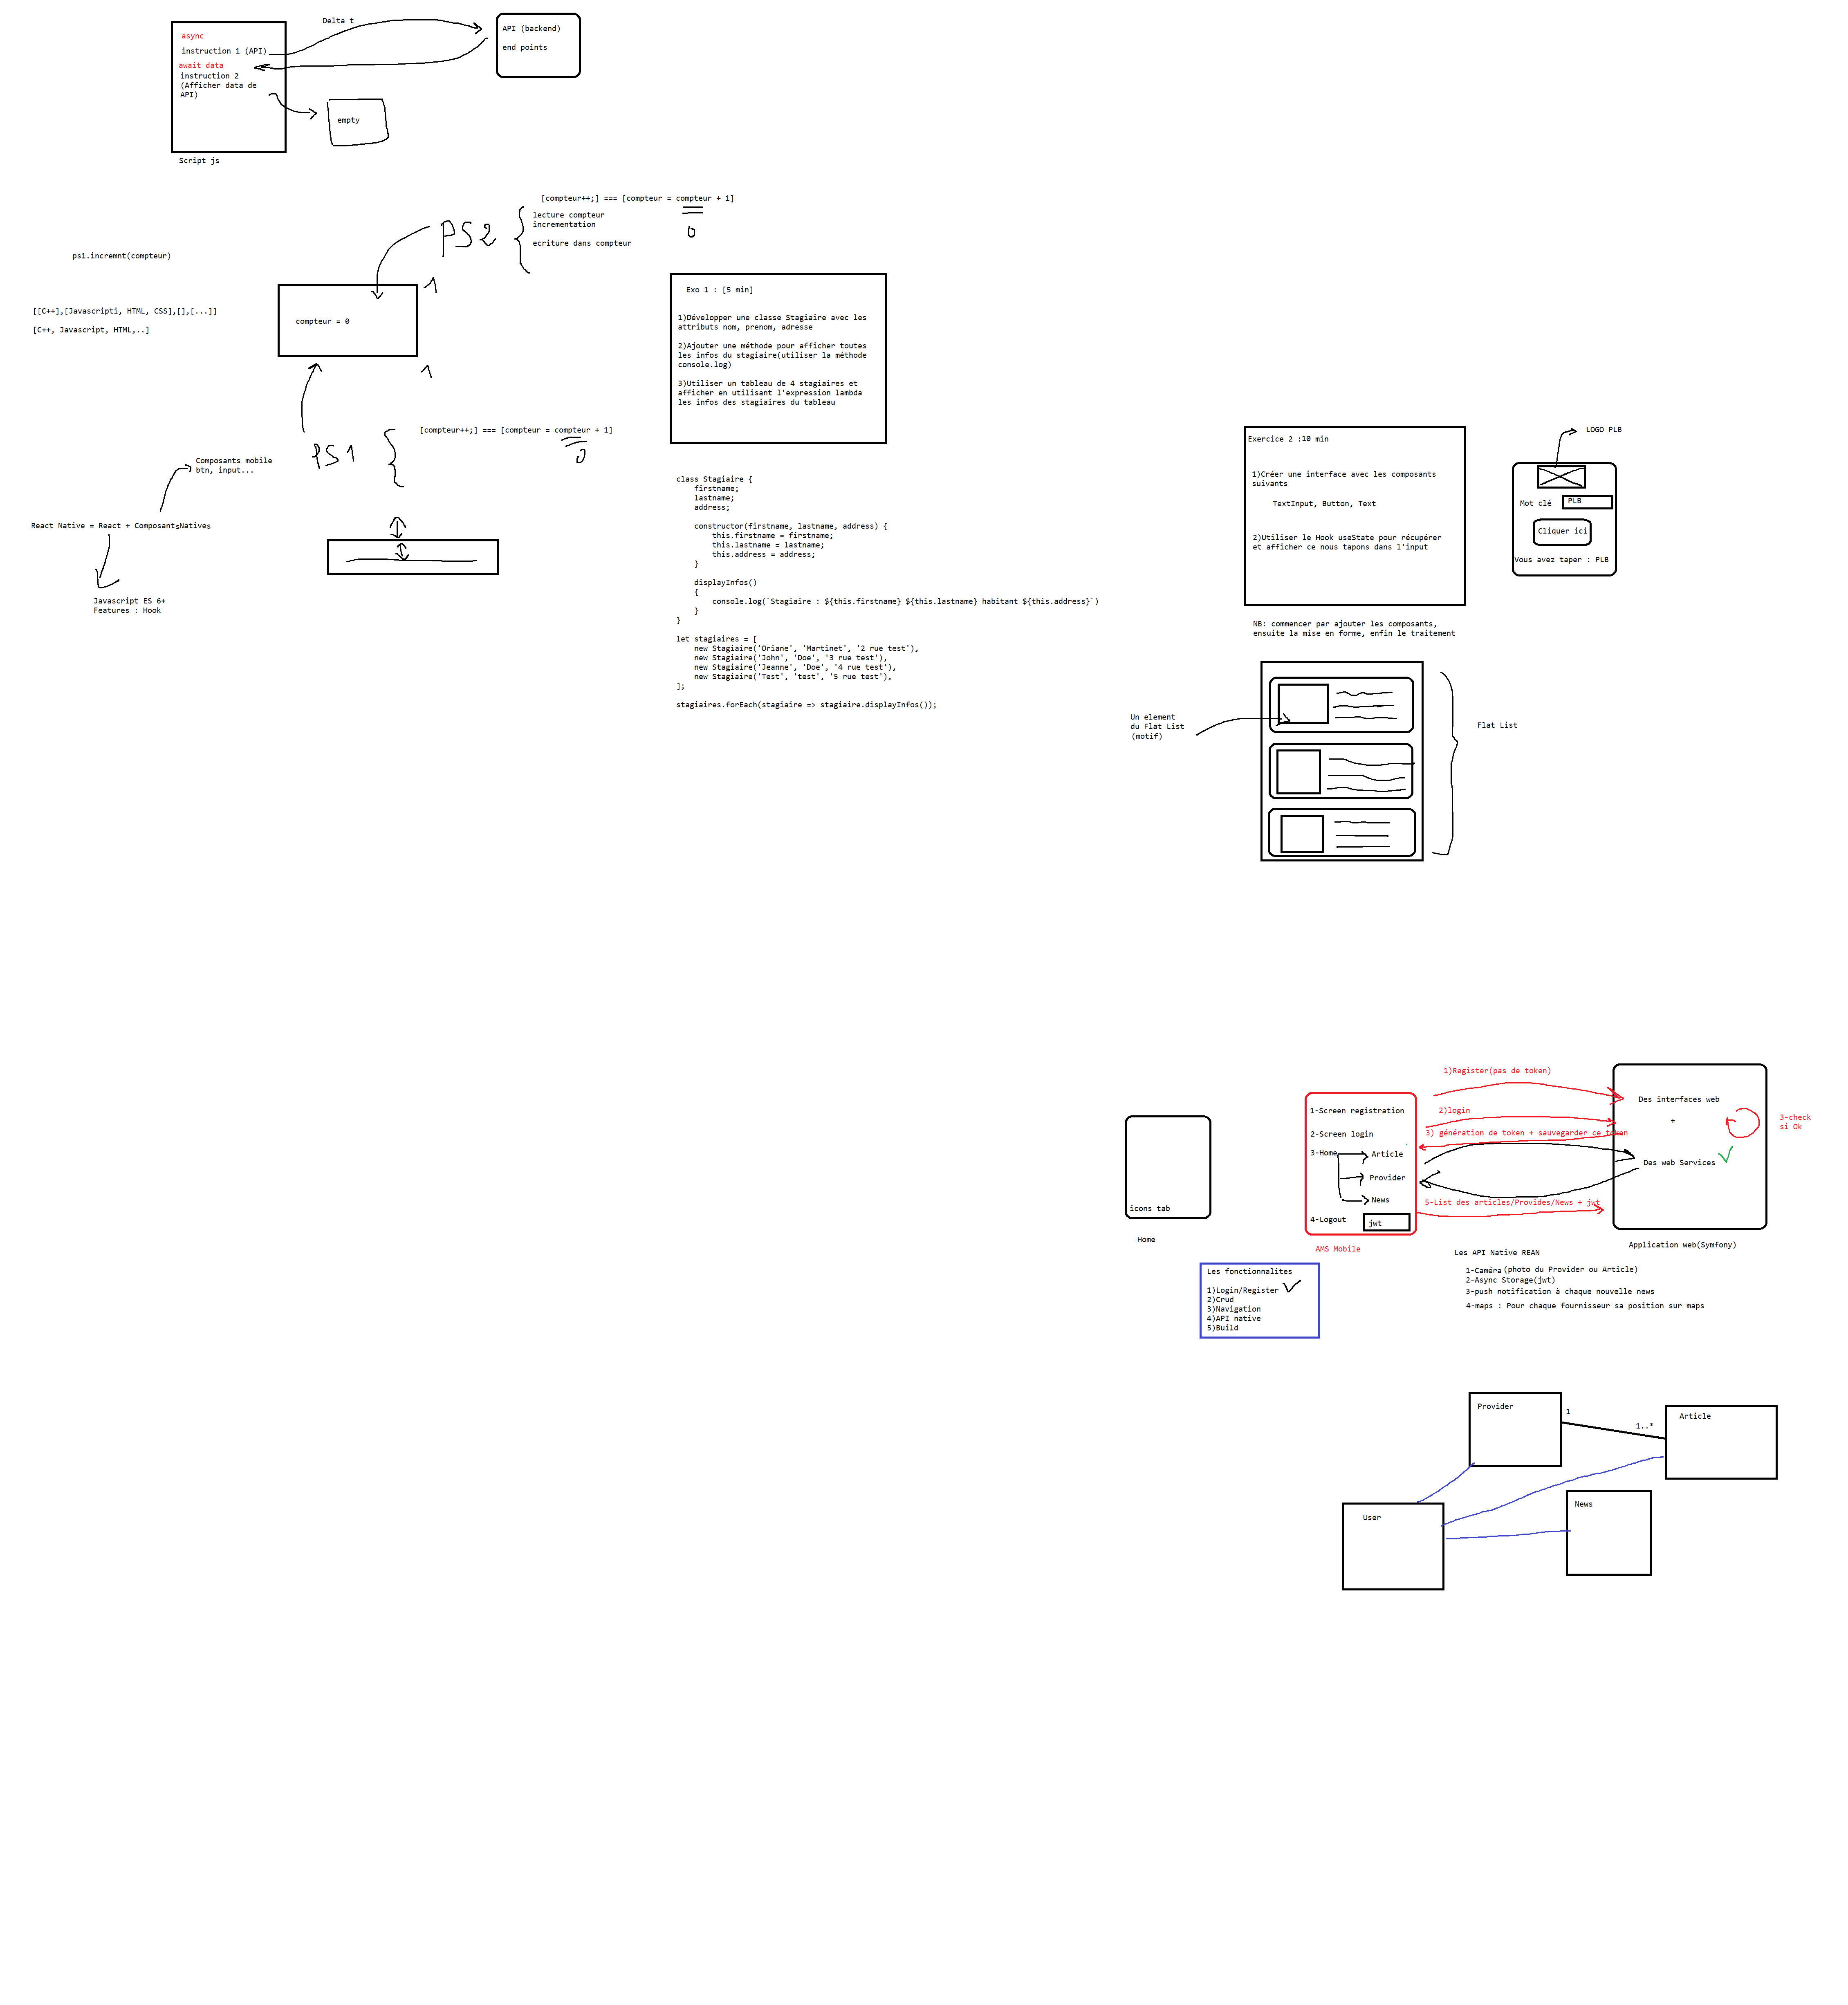 Delta t
async
instruction 1 (API)
await data
instruction 2
(Afficher data de
API)
Script js
API (backend)
end points
empty
[compteur++;] === [compteur = compteur + 1]
0
PS2
lecture compteur
incrementation
ecriture dans compteur
ps1.incremnt(compteur)
[[C++],[Javascripti, HTML, CSS],[],[...]]
[C++, Javascript, HTML,..]
compteur = 0
1
1
[compteur++;] === [compteur = compteur + 1]
0
PS1
Composants mobile
btn, input...
React Native = React + ComposantsNatives
Javascript ES 6+
Features : Hook
Exo 1 : [5 min]
1)Développer une classe Stagiaire avec les
attributs nom, prenom, adresse
2)Ajouter une méthode pour afficher toutes
les infos du stagiaire(utiliser la méthode
console.log)
3)Utiliser un tableau de 4 stagiaires et
afficher en utilisant l'expression lambda
les infos des stagiaires du tableau
class Stagiaire {
firstname;
lastname;
address;
constructor(firstname, lastname, address) {
this.firstname = firstname;
this.lastname = lastname;
this.address = address;
}
displayInfos()
{
console.log(`Stagiaire : ${this.firstname} ${this.lastname} habitant ${this.address}`)
}
}
let stagiaires = [
new Stagiaire('Oriane', 'Martinet', '2 rue test'),
new Stagiaire('John', 'Doe', '3 rue test'),
new Stagiaire('Jeanne', 'Doe', '4 rue test'),
new Stagiaire('Test', 'test', '5 rue test'),
];
stagiaires.forEach(stagiaire => stagiaire.displayInfos());
Exercice 2 :10 min
1)Créer une interface avec les composants
suivants
TextInput, Button, Text
2)Utiliser le Hook useState pour récupérer
et afficher ce nous tapons dans l'input
NB: commencer par ajouter les composants,
ensuite la mise en forme, enfin le traitement
LOGO PLB
Mot clé
PLB
Cliquer ici
Vous avez taper : PLB
Un element
du Flat List
(motif)
Flat List
icons tab
Home
1-Screen registration
2-Screen login
3-Home
Article
Provider
News
4-Logout
jwt
AMS Mobile
1)Register(pas de token)
2)login
3) génération de token + sauvegarder ce token
5-List des articles/Provides/News + jwt
Des interfaces web
+
Des web Services
3-check
si Ok
Application web(Symfony)
Les fonctionnalites
1)Login/Register
2)Crud
3)Navigation
4)API native
5)Build
Les API Native REAN
1-Caméra (photo du Provider ou Article)
2-Async Storage(jwt)
3-push notification à chaque nouvelle news
4-maps : Pour chaque fournisseur sa position sur maps
Provider
1
1..*
Article
User
News